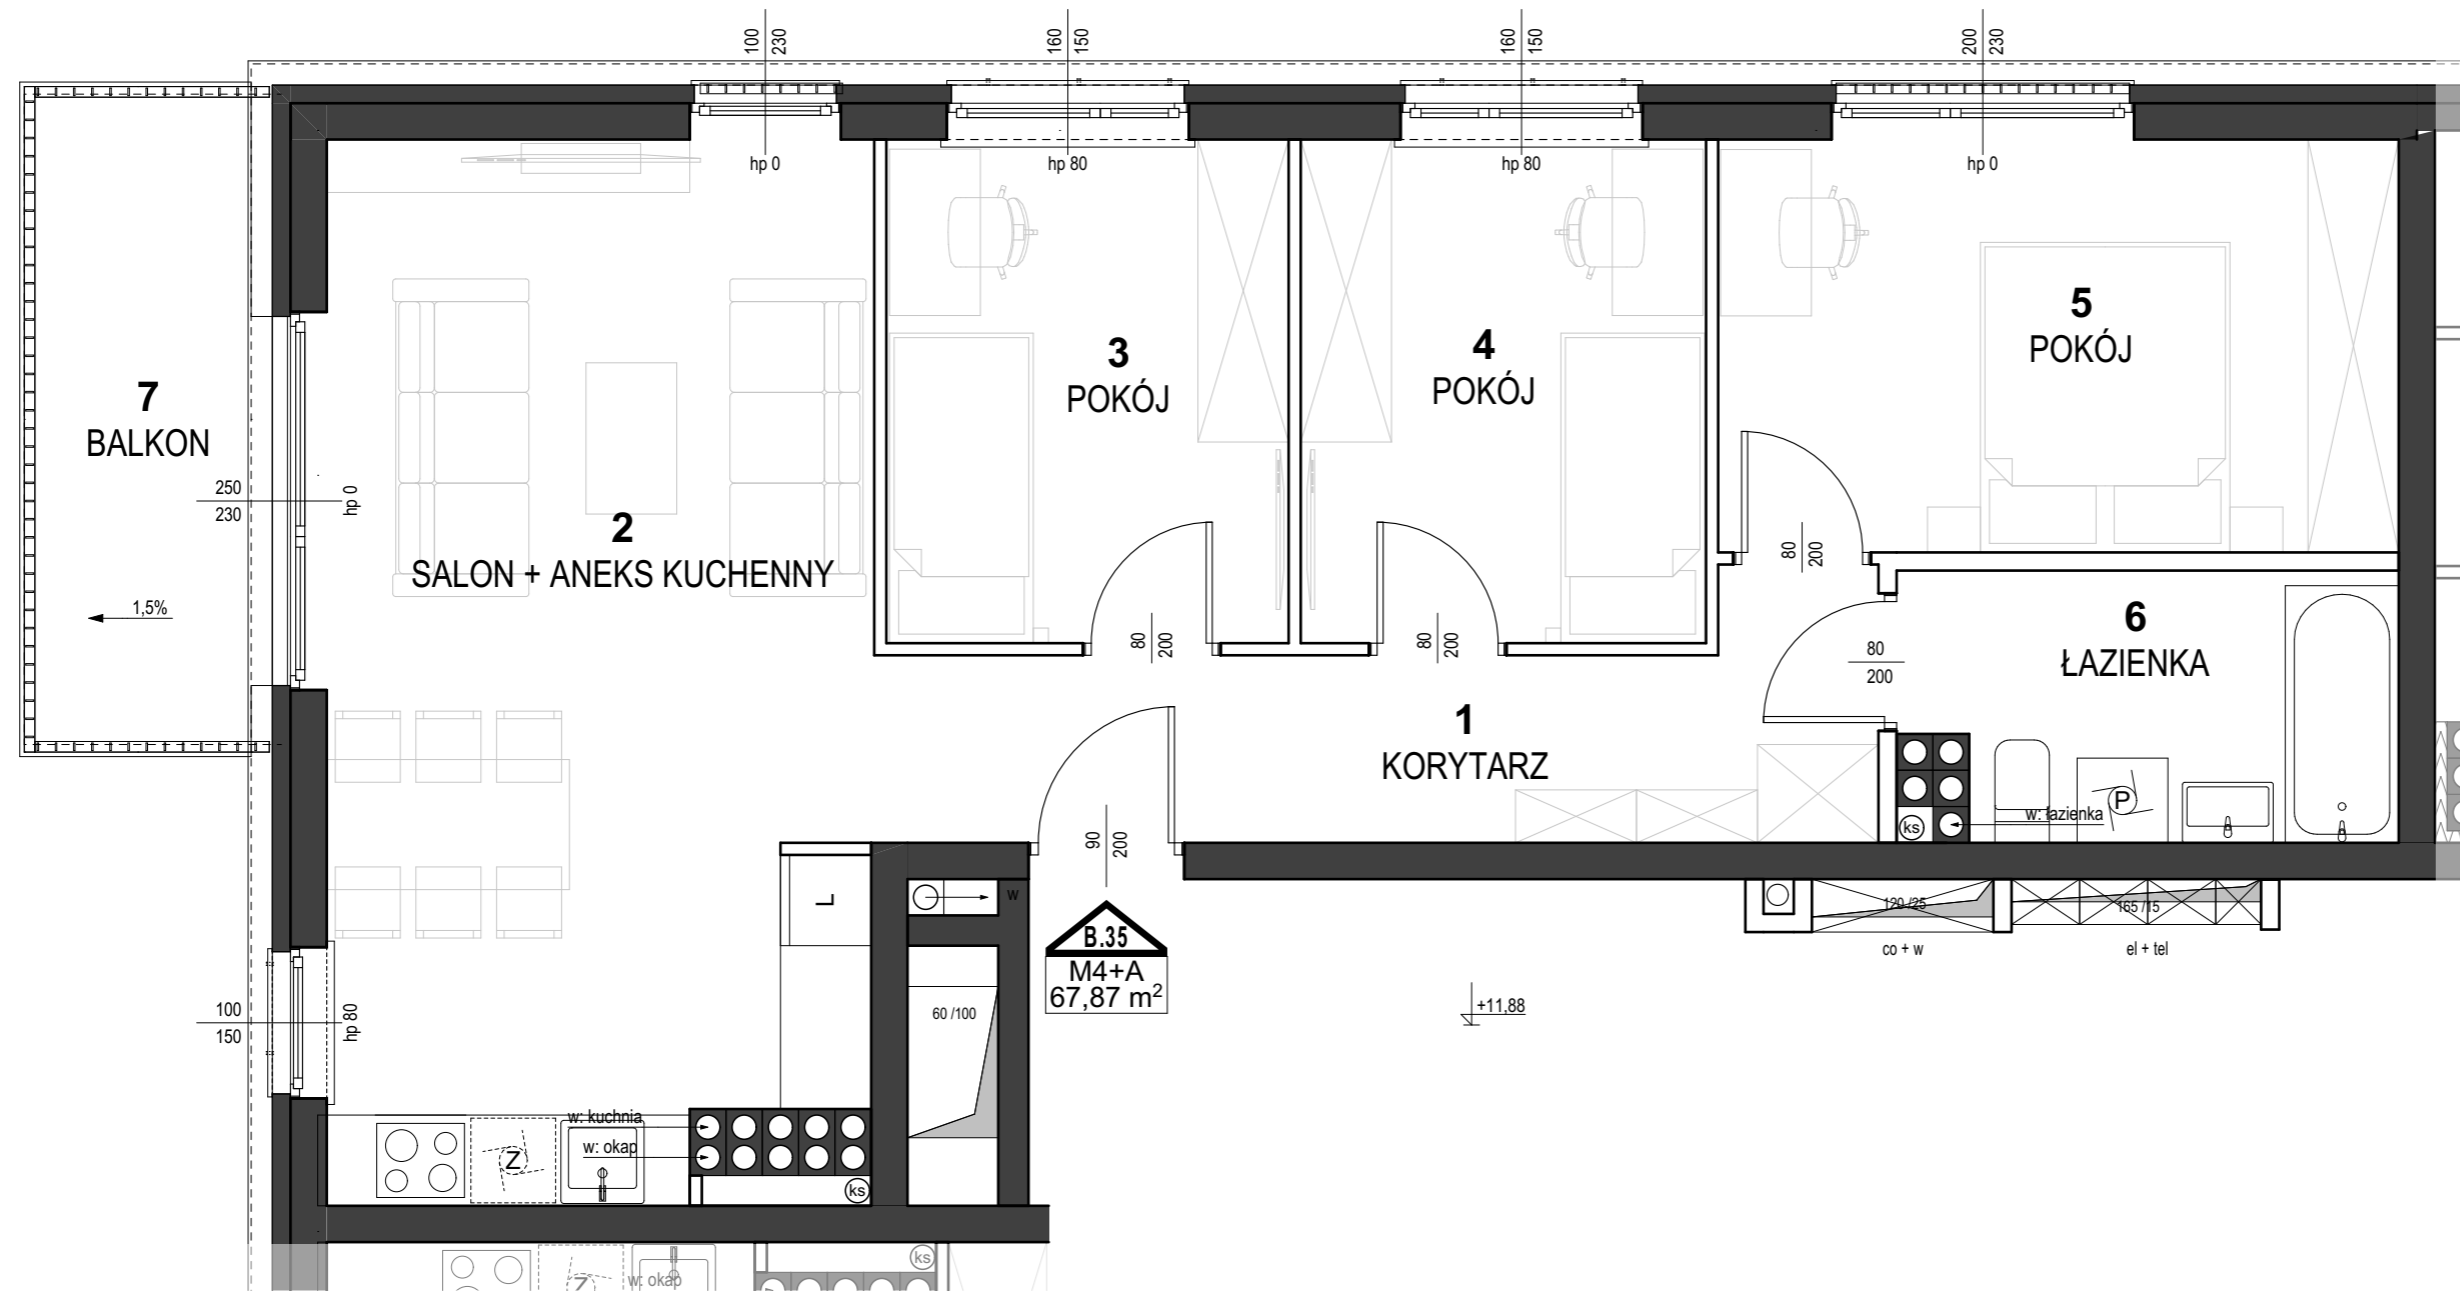 100
230
160
150
160
150
200
230
hp 0
hp 80
hp 80
hp 0
7
BALKON
250
230
hp 0
1,5%
2
SALON + ANEKS KUCHENNY
3
POKÓJ
4
POKÓJ
5
POKÓJ
80
200
80
200
80
200
80
200
6
ŁAZIENKA
1
KORYTARZ
P
w: łazienka
ks
90
200
L
w
B.35
M4+A
67,87 m²
120 /25
165 /15
co + w
el + tel
+11,88
60 /100
100
150
hp 80
w: kuchnia
w: okap
Z
ks
ks
w: okap
Z